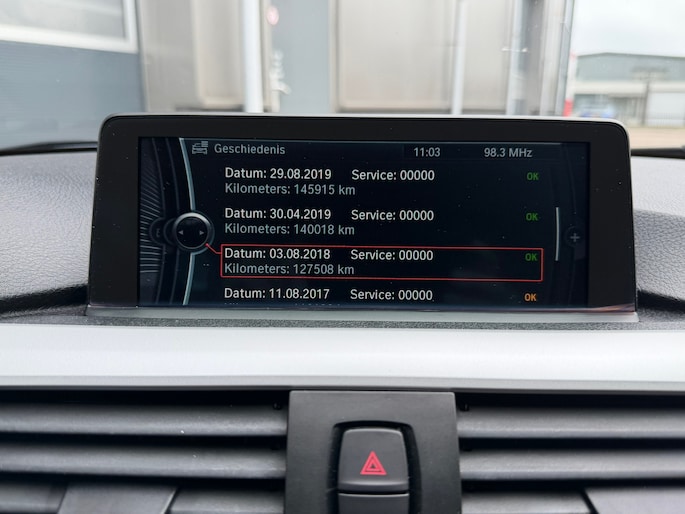 Geschiedenis 11:03 98.3 MHz
Datum: 29.08.2019 Service: 00000 OK
Kilometers: 145915 km
Datum: 30.04.2019 Service: 00000 OK
Kilometers: 140018 km
Datum: 03.08.2018 Service: 00000 OK
Kilometers: 127508 km
Datum: 11.08.2017 Service: 00000 OK